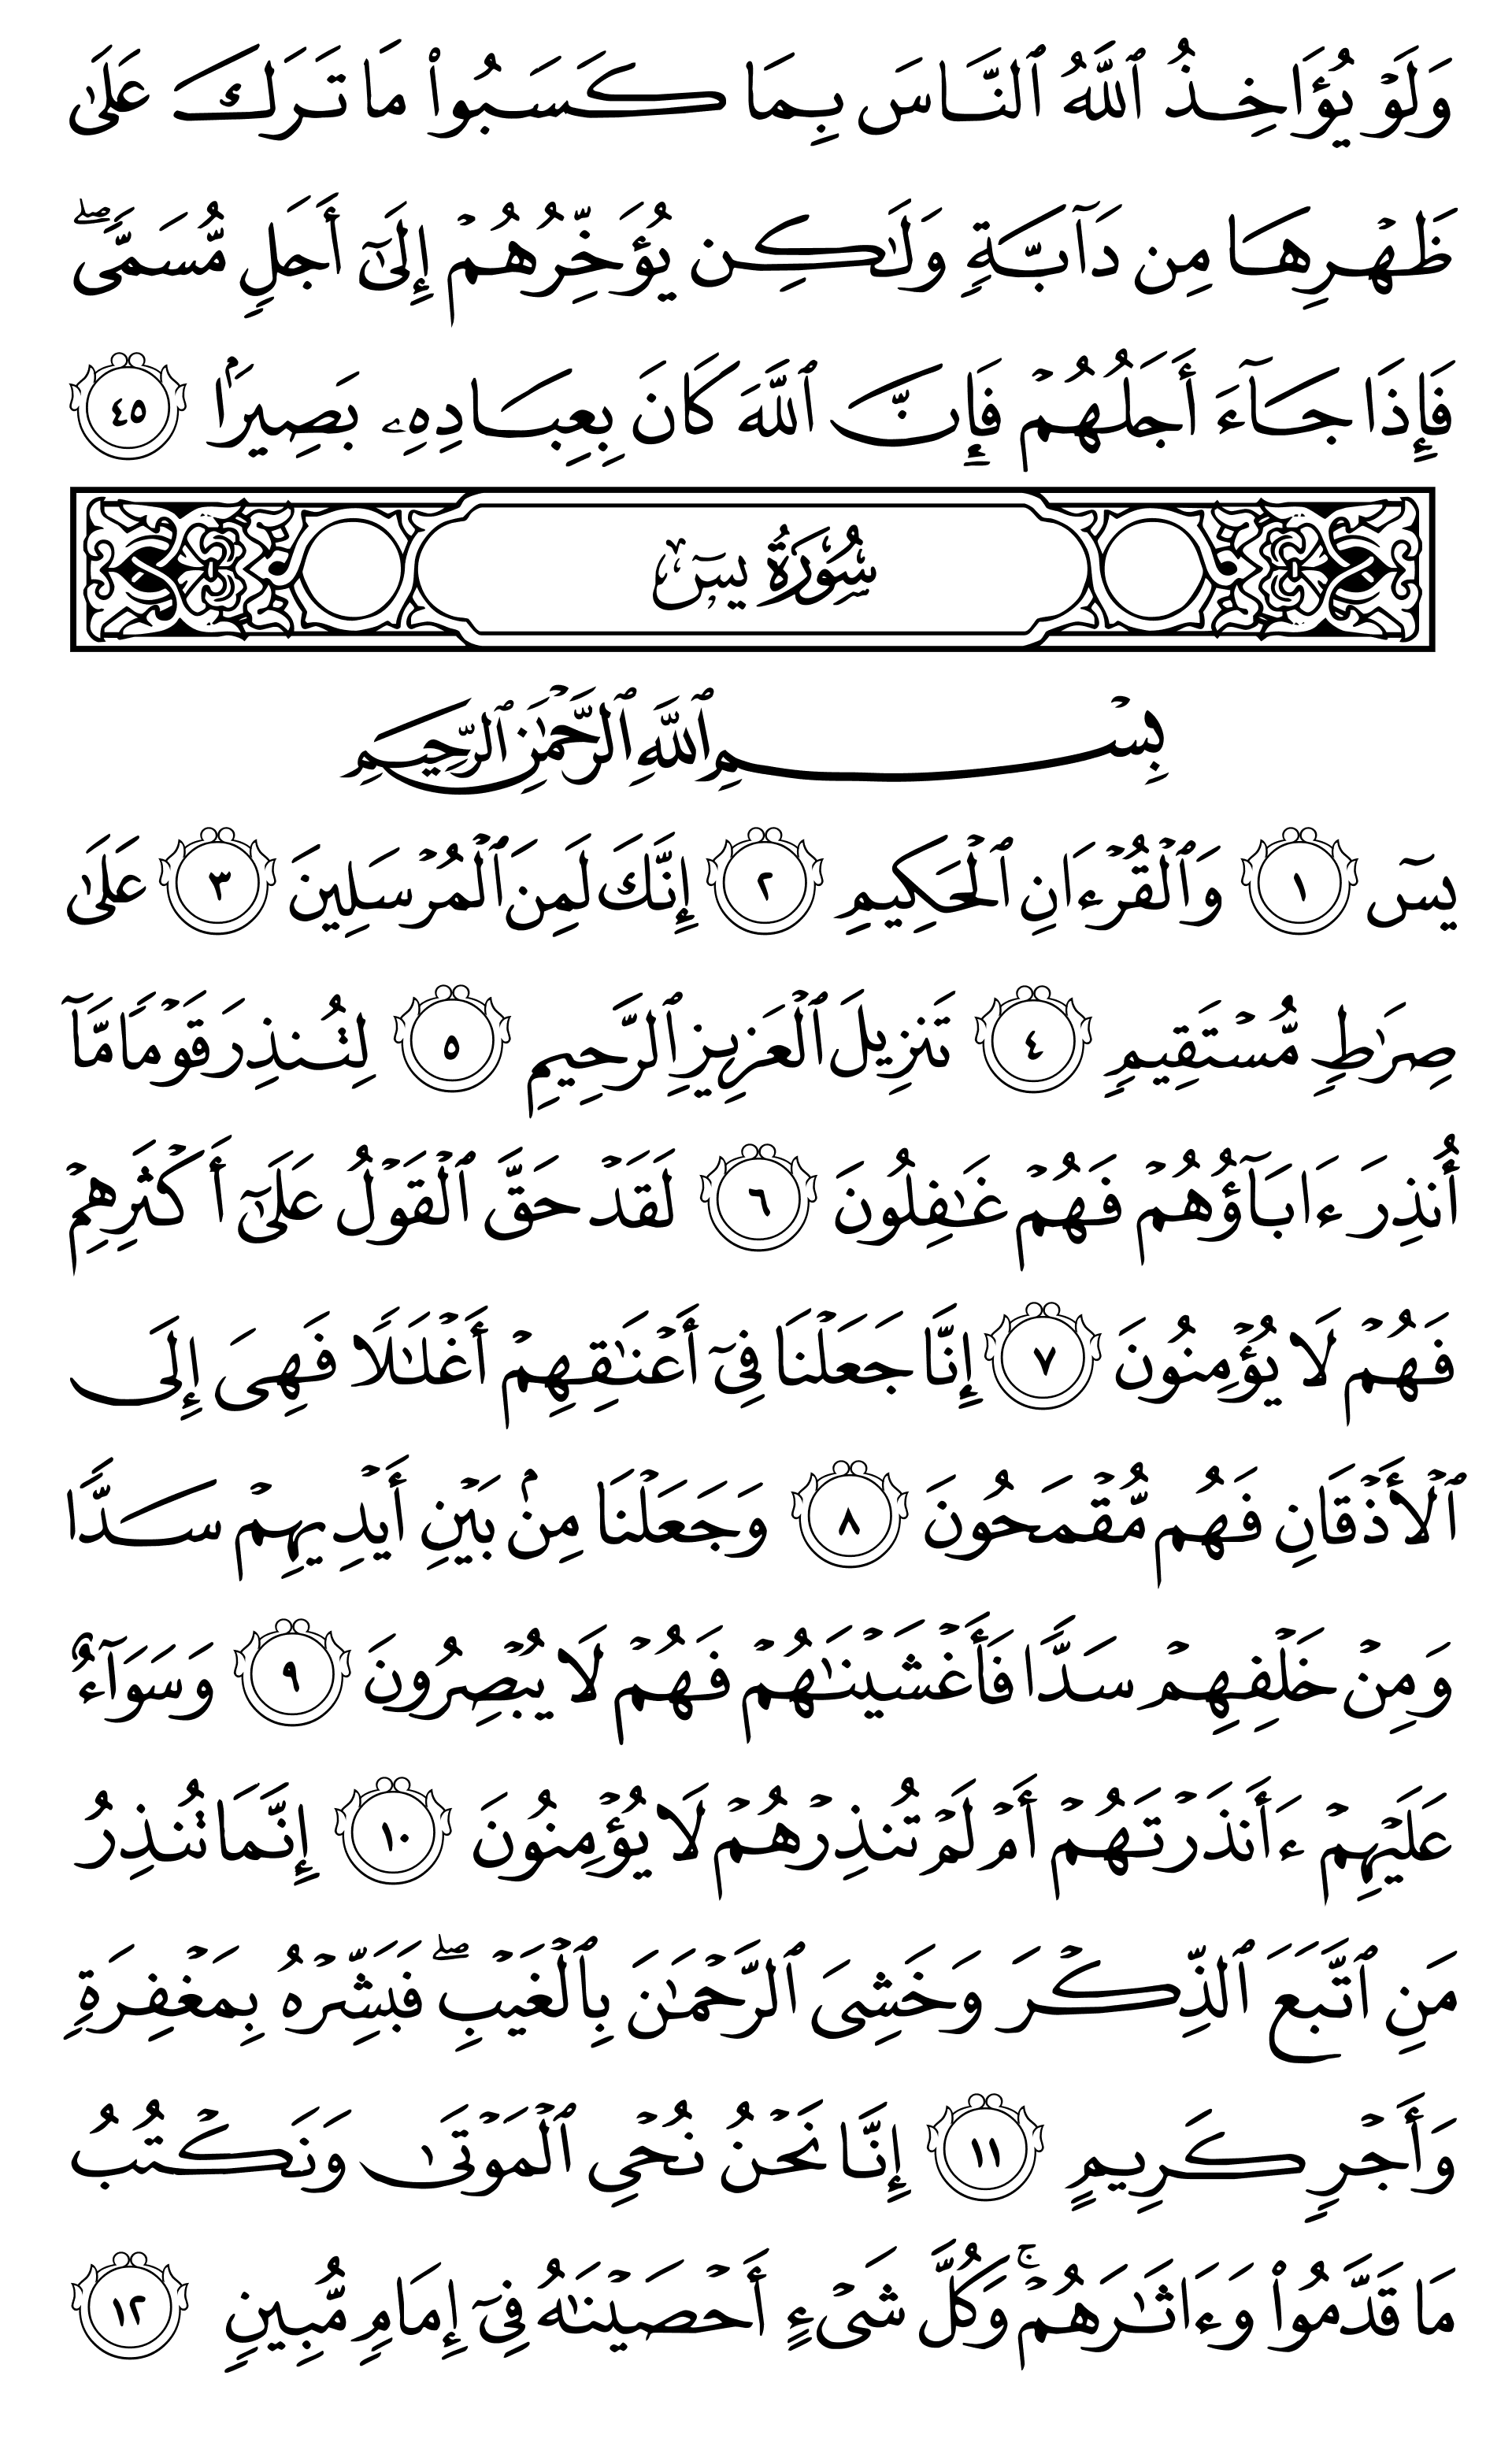 وَلَوۡ يُؤَاخِذُ ٱللَّهُ ٱلنَّاسَ بِمَا كَسَبُواْ مَا تَرَكَ عَلَىٰ
ظَهۡرِهَا مِن دَآبَّةٖ وَلَٰكِن يُؤَخِّرُهُمۡ إِلَىٰٓ أَجَلٖ مُّسَمّٗىۖ
فَإِذَا جَآءَ أَجَلُهُمۡ فَإِنَّ ٱللَّهَ كَانَ بِعِبَادِهِۦ بَصِيرَۢا ٤٥
سُورَةُ يسٓ
بِسۡمِ ٱللَّهِ ٱلرَّحۡمَٰنِ ٱلرَّحِيمِ
يسٓ ١ وَٱلۡقُرۡءَانِ ٱلۡحَكِيمِ ٢ إِنَّكَ لَمِنَ ٱلۡمُرۡسَلِينَ ٣ عَلَىٰ
صِرَٰطٖ مُّسۡتَقِيمٖ ٤ تَنزِيلَ ٱلۡعَزِيزِ ٱلرَّحِيمِ ٥ لِتُنذِرَ قَوۡمٗا مَّآ
أُنذِرَ ءَابَآؤُهُمۡ فَهُمۡ غَٰفِلُونَ ٦ لَقَدۡ حَقَّ ٱلۡقَوۡلُ عَلَىٰٓ أَكۡثَرِهِمۡ
فَهُمۡ لَا يُؤۡمِنُونَ ٧ إِنَّا جَعَلۡنَا فِيٓ أَعۡنَٰقِهِمۡ أَغۡلَٰلٗا فَهِيَ إِلَى
ٱلۡأَذۡقَانِ فَهُم مُّقۡمَحُونَ ٨ وَجَعَلۡنَا مِنۢ بَيۡنِ أَيۡدِيهِمۡ سَدّٗا
وَمِنۡ خَلۡفِهِمۡ سَدّٗا فَأَغۡشَيۡنَٰهُمۡ فَهُمۡ لَا يُبۡصِرُونَ ٩ وَسَوَآءٌ
عَلَيۡهِمۡ ءَأَنذَرۡتَهُمۡ أَمۡ لَمۡ تُنذِرۡهُمۡ لَا يُؤۡمِنُونَ ١٠ إِنَّمَا تُنذِرُ
مَنِ ٱتَّبَعَ ٱلذِّكۡرَ وَخَشِيَ ٱلرَّحۡمَٰنَ بِٱلۡغَيۡبِۖ فَبَشِّرۡهُ بِمَغۡفِرَةٖ
وَأَجۡرٖ كَرِيمٍ ١١ إِنَّا نَحۡنُ نُحۡيِ ٱلۡمَوۡتَىٰ وَنَكۡتُبُ
مَا قَدَّمُواْ وَءَاثَٰرَهُمۡۚ وَكُلَّ شَيۡءٍ أَحۡصَيۡنَٰهُ فِيٓ إِمَامٖ مُّبِينٖ ١٢